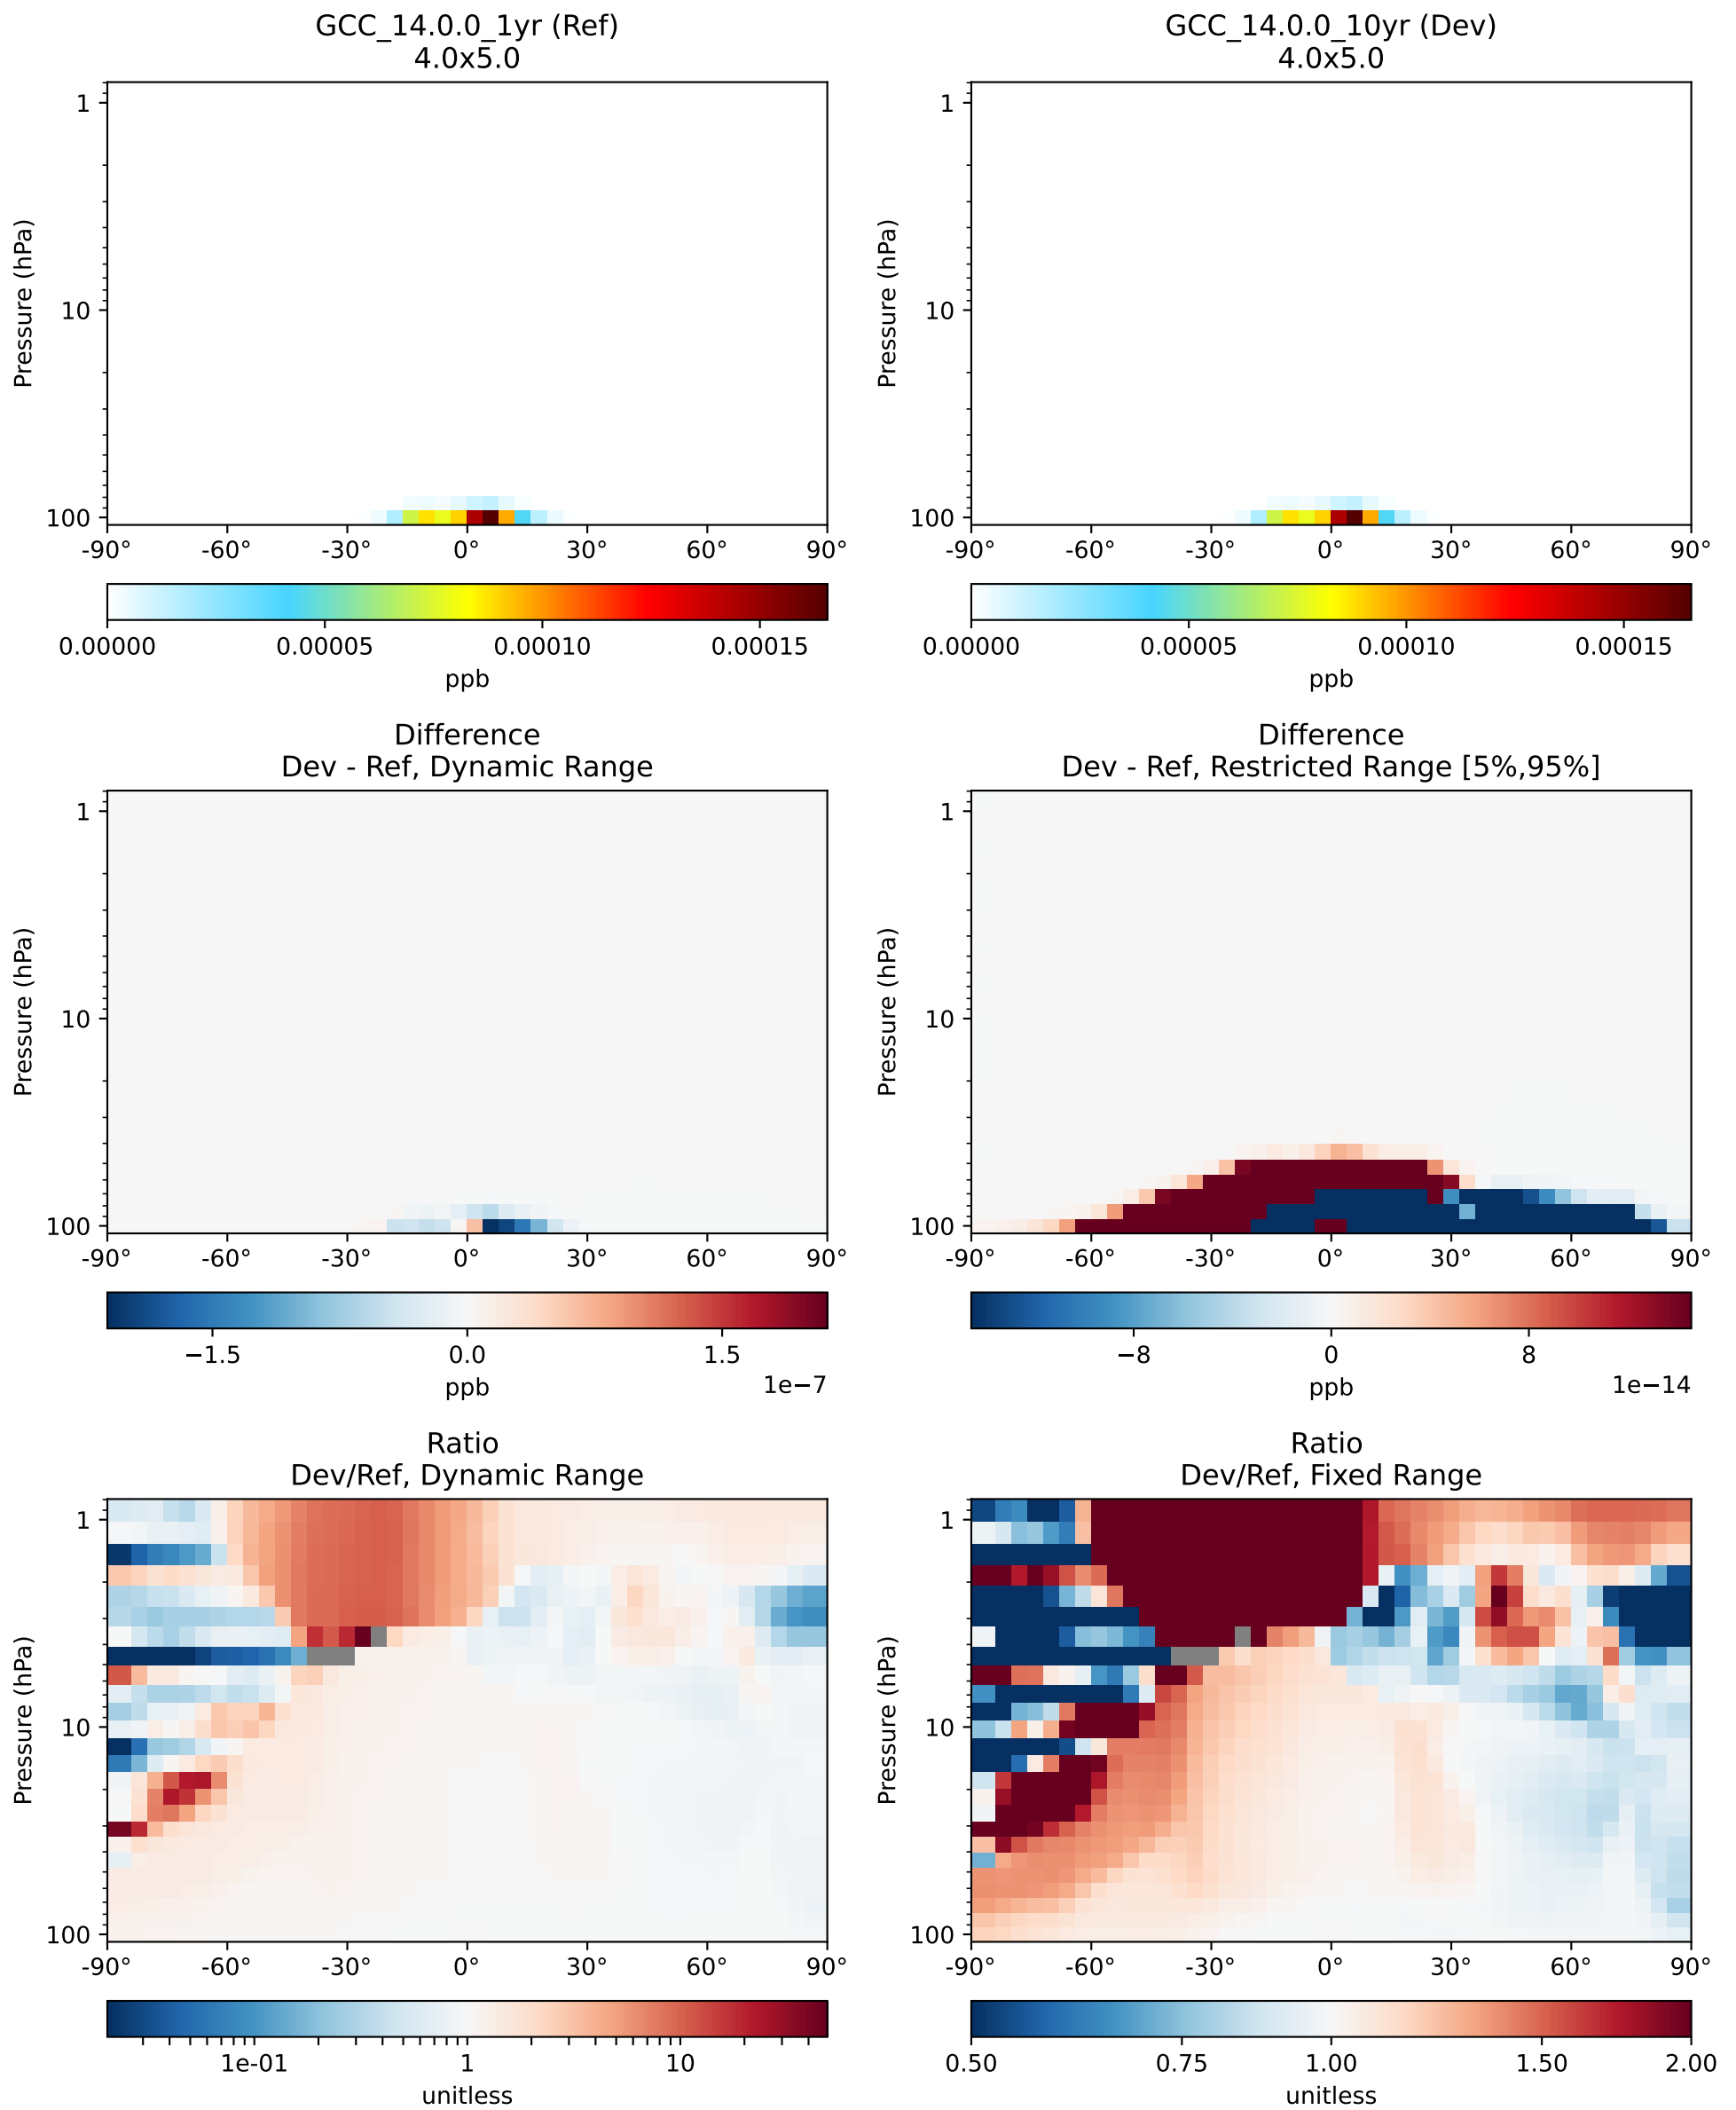 GCC_14.0.0_1yr (Ref)
4.0x5.0
GCC_14.0.0_10yr (Dev)
4.0x5.0
Pressure (hPa)
1
10
100
-90° -60° -30° 0° 30° 60° 90°
0.00000 0.00005 0.00010 0.00015
ppb
Pressure (hPa)
1
10
100
-90° -60° -30° 0° 30° 60° 90°
0.00000 0.00005 0.00010 0.00015
ppb
Difference
Dev - Ref, Dynamic Range
Pressure (hPa)
1
10
100
-90° -60° -30° 0° 30° 60° 90°
−1.5 0.0 1.5
1e−7
ppb
Difference
Dev - Ref, Restricted Range [5%,95%]
Pressure (hPa)
1
10
100
-90° -60° -30° 0° 30° 60° 90°
−8 0 8
1e−14
ppb
Ratio
Dev/Ref, Dynamic Range
Pressure (hPa)
1
10
100
-90° -60° -30° 0° 30° 60° 90°
1e-01 1 10
unitless
Ratio
Dev/Ref, Fixed Range
Pressure (hPa)
1
10
100
-90° -60° -30° 0° 30° 60° 90°
0.50 0.75 1.00 1.50 2.00
unitless